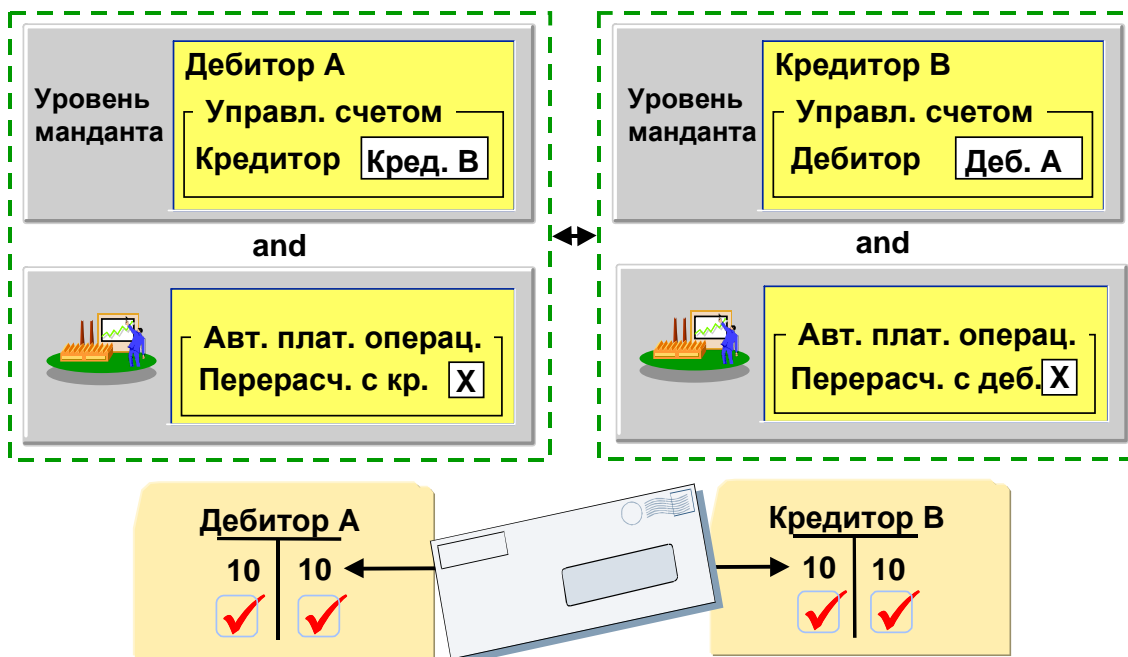 Дебитор А
Уровень
манданта
Управл. счетом
Кредитор Кред. В
and
Авт. плат. операц.
Перерасч. с кр. X
Кредитор В
Уровень
манданта
Управл. счетом
Дебитор Деб. А
and
Авт. плат. операц.
Перерасч. с деб. X
Дебитор А
10 10
Кредитор В
10 10